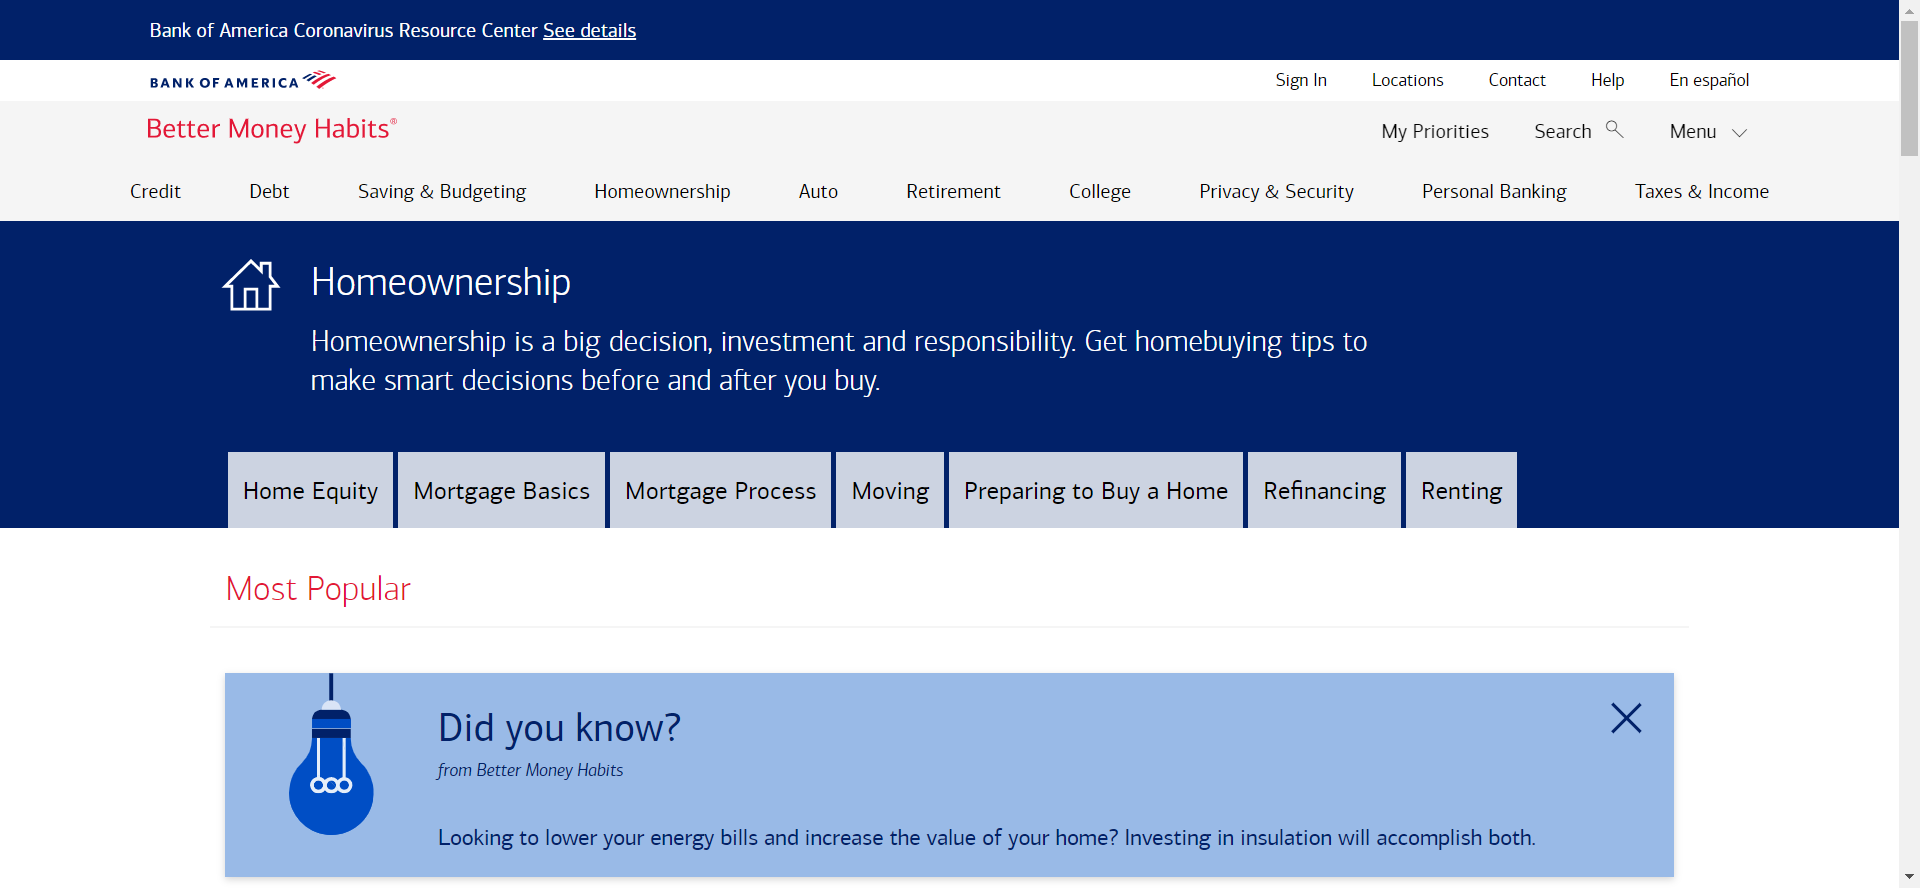 Bank of America Coronavirus Resource Center See details
BANK OF AMERICA
Sign In Locations Contact Help En español
Better Money Habits®
My Priorities Search Menu
Credit Debt Saving & Budgeting Homeownership Auto Retirement College Privacy & Security Personal Banking Taxes & Income
Homeownership
Homeownership is a big decision, investment and responsibility. Get homebuying tips to
make smart decisions before and after you buy.
Home Equity Mortgage Basics Mortgage Process Moving Preparing to Buy a Home Refinancing Renting
Most Popular
Did you know?
from Better Money Habits
Looking to lower your energy bills and increase the value of your home? Investing in insulation will accomplish both.